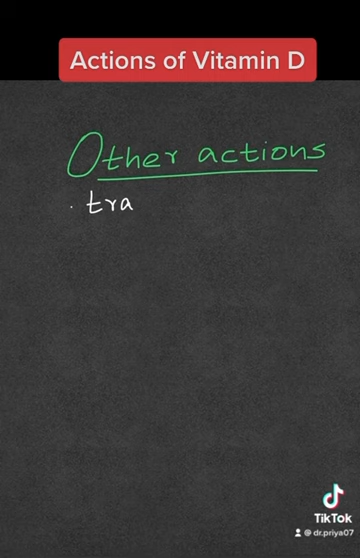 Actions of Vitamin D
Other actions
· tra
TikTok
@ dr.priya07